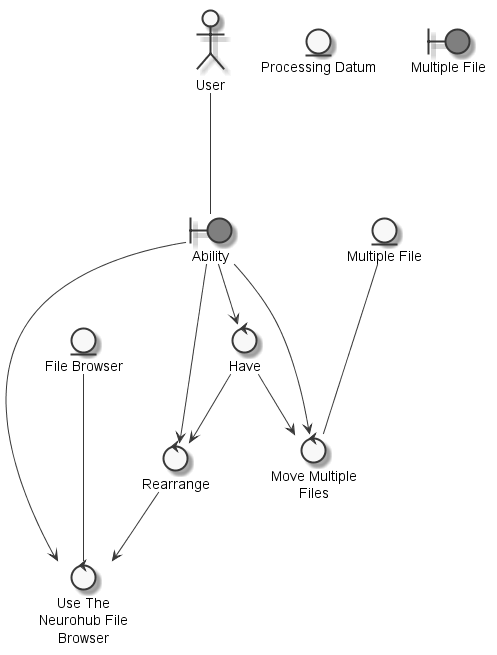 User
Processing Datum
Multiple File
Ability
Multiple File
File Browser
Have
Rearrange
Move Multiple
Files
Use The
Neurohub File
Browser